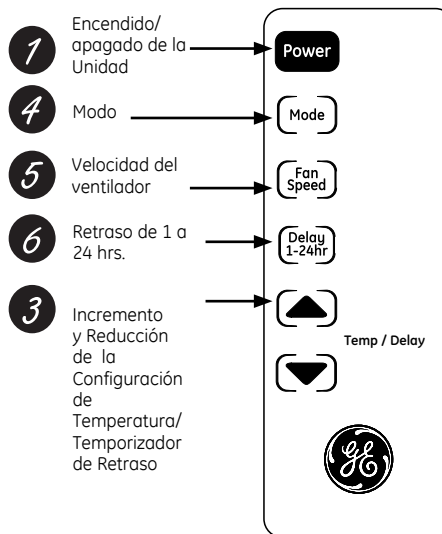 1
Encendido/
apagado de la
Unidad
Power
4
Modo
Mode
5
Velocidad del
ventilador
Fan
Speed
6
Retraso de 1 a
24 hrs.
Delay
1-24hr
3
Incremento
y Reducción
de la
Configuración
de
Temperatura/
Temporizador
de Retraso
Temp / Delay
GE